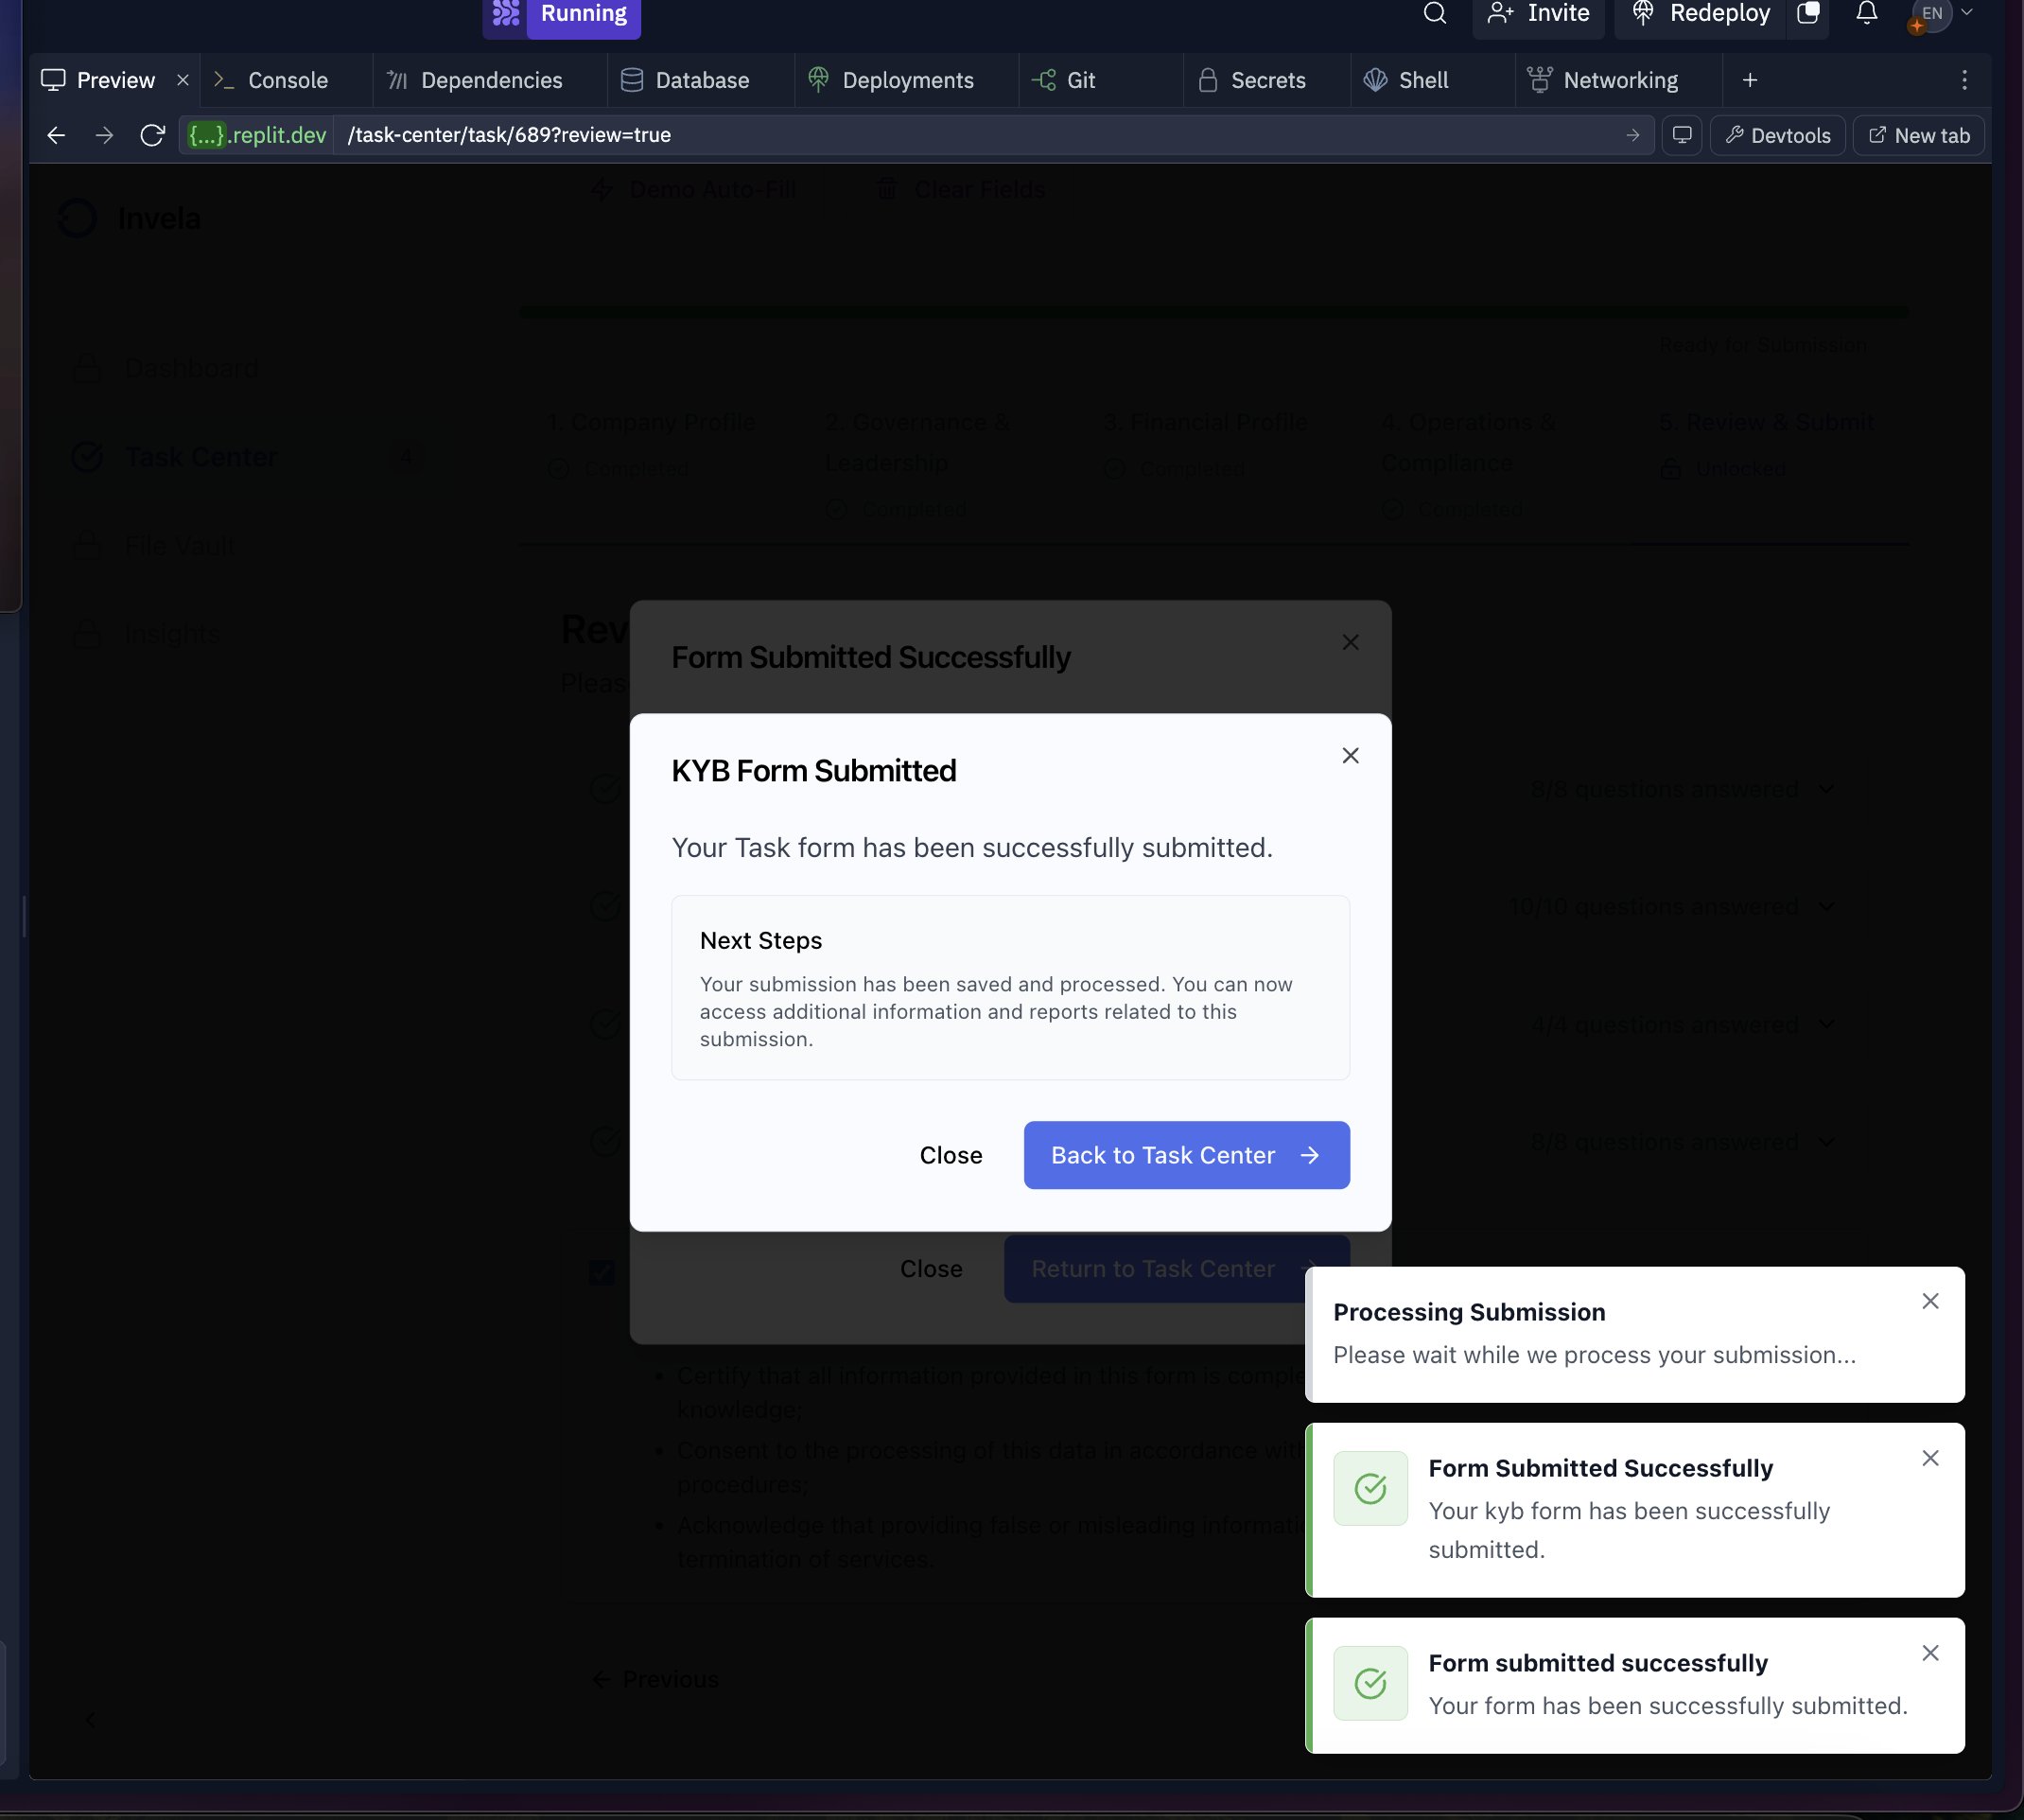 Running
Invite
Redeploy
EN
Preview
Console
Dependencies
Database
Deployments
Git
Secrets
Shell
Networking
{...}.replit.dev
/task-center/task/689?review=true
Devtools
New tab
Demo Auto-Fill
Clear Fields
Invela
Ready for Submission
Dashboard
Task Center
4
File Vault
Insights
1. Company Profile
Completed
2. Governance &
Leadership
Completed
3. Financial Profile
Completed
4. Operations &
Compliance
Completed
5. Review & Submit
Unlocked
Rev
Pleas
Form Submitted Successfully
KYB Form Submitted
Your Task form has been successfully submitted.
Next Steps
Your submission has been saved and processed. You can now
access additional information and reports related to this
submission.
Close
Back to Task Center
8/8 questions answered
10/10 questions answered
4/4 questions answered
8/8 questions answered
Close
Return to Task Center
Certify that all information provided in this form is comple
knowledge;
Consent to the processing of this data in accordance wit
procedures;
Acknowledge that providing false or misleading informati
termination of services.
Previous
Processing Submission
Please wait while we process your submission...
Form Submitted Successfully
Your kyb form has been successfully
submitted.
Form submitted successfully
Your form has been successfully submitted.